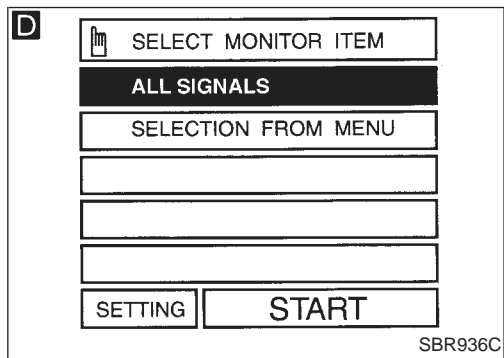 D
SELECT MONITOR ITEM
ALL SIGNALS
SELECTION FROM MENU
SETTING START
SBR936C